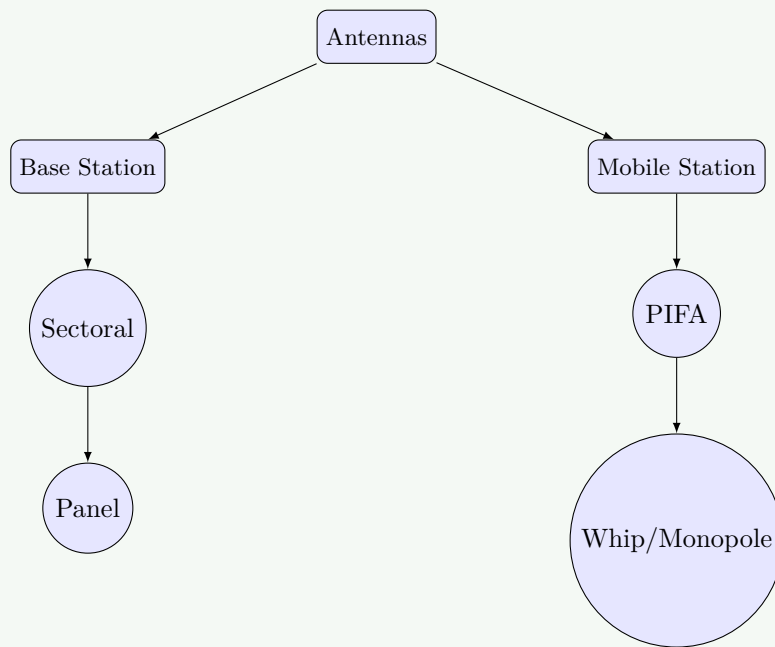 Antennas
Base Station
Mobile Station
Sectoral
PIFA
Panel
Whip/Monopole